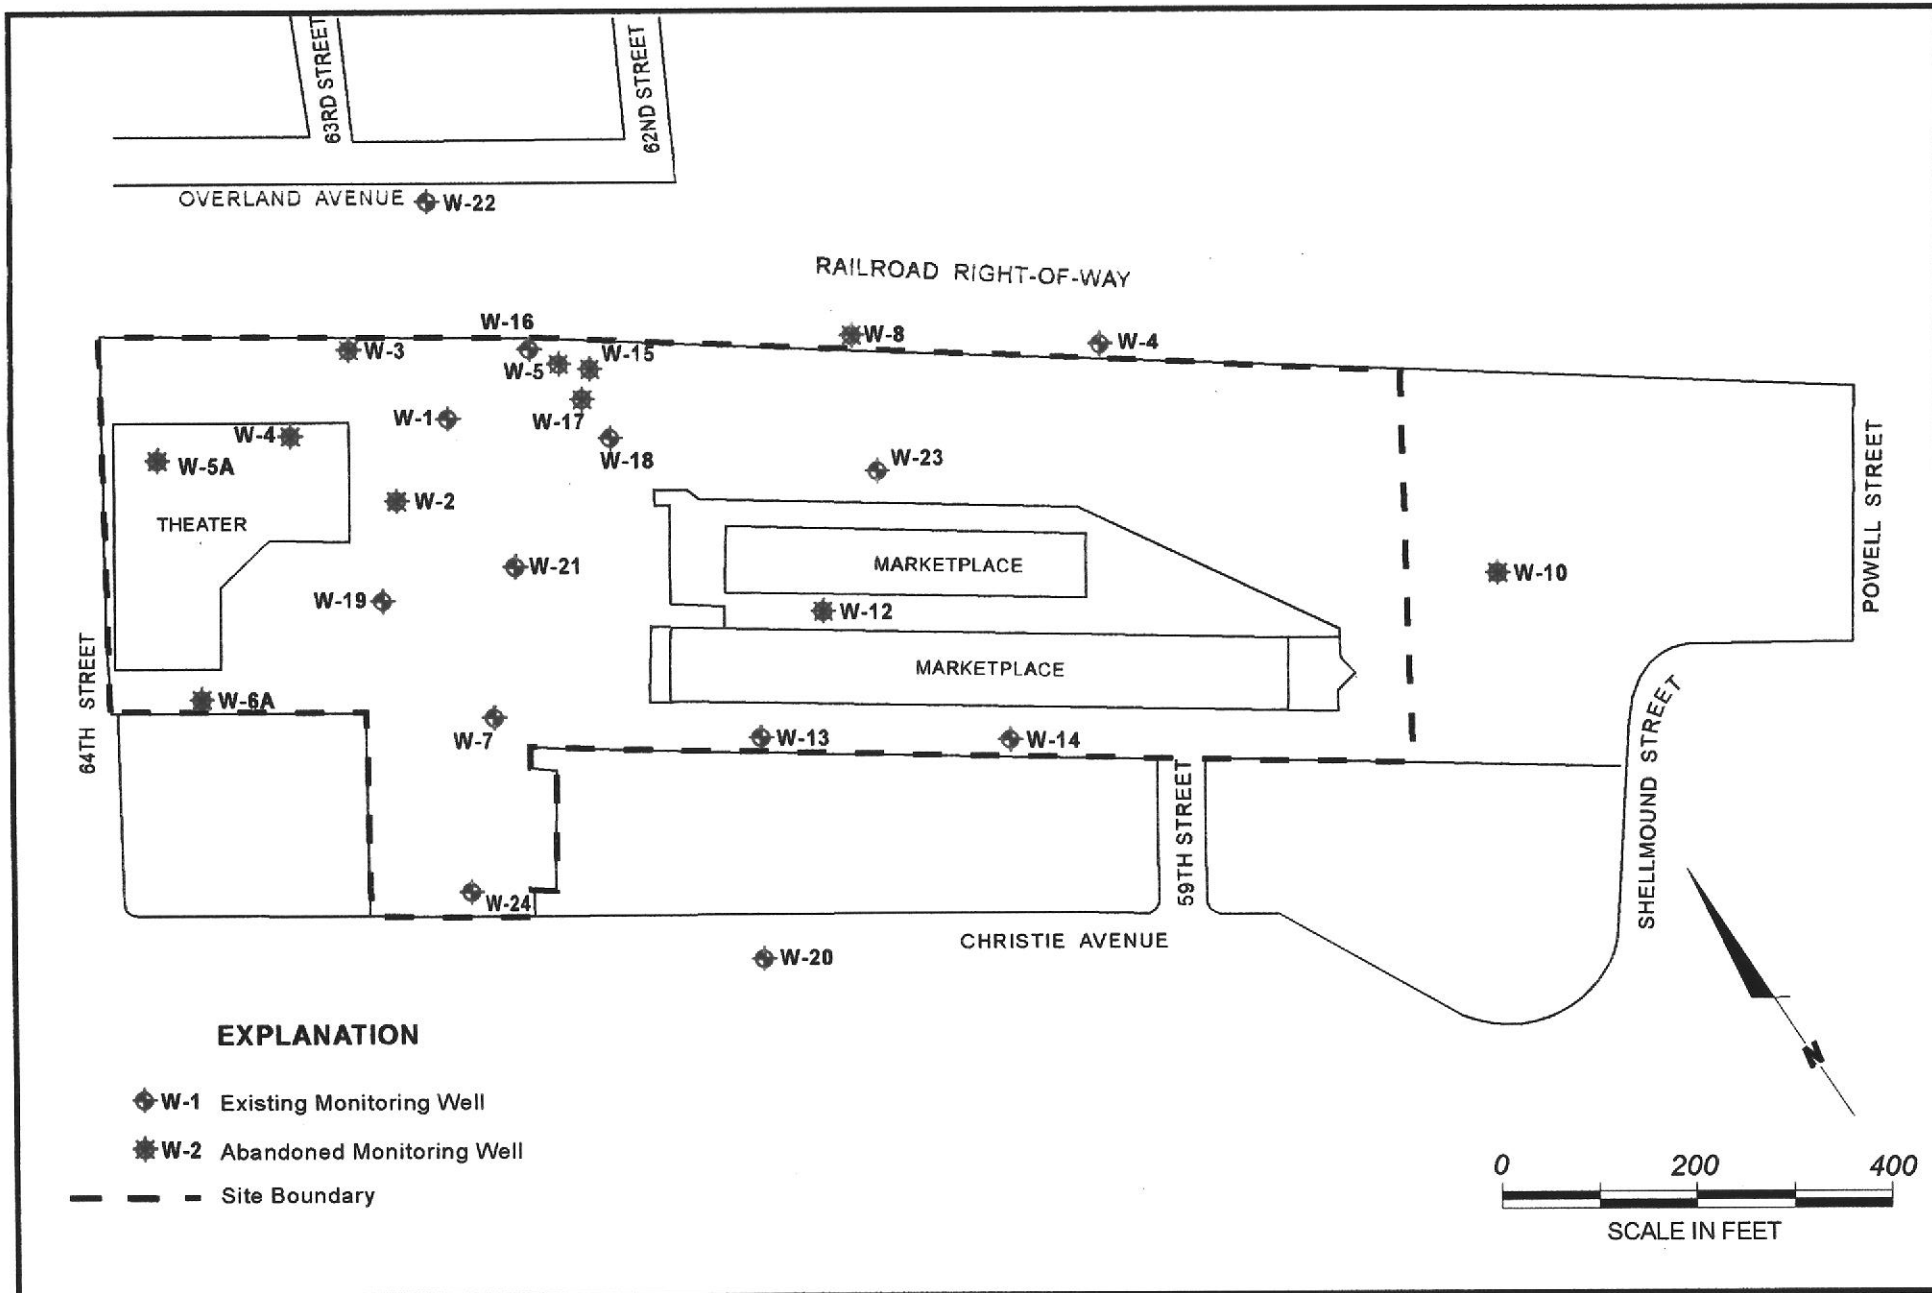 63RD STREET
62ND STREET
OVERLAND AVENUE
W-22
RAILROAD RIGHT-OF-WAY
W-16
W-8
W-4
W-3
W-5
W-15
W-1
W-17
W-4
W-18
W-23
W-5A
POWELL STREET
W-2
THEATER
W-21
MARKETPLACE
W-10
W-19
W-12
64TH STREET
MARKETPLACE
W-6A
W-7
W-13
W-14
SHELLMOUND STREET
59TH STREET
W-24
CHRISTIE AVENUE
W-20
N
EXPLANATION
W-1 Existing Monitoring Well
W-2 Abandoned Monitoring Well
Site Boundary
0 200 400
SCALE IN FEET